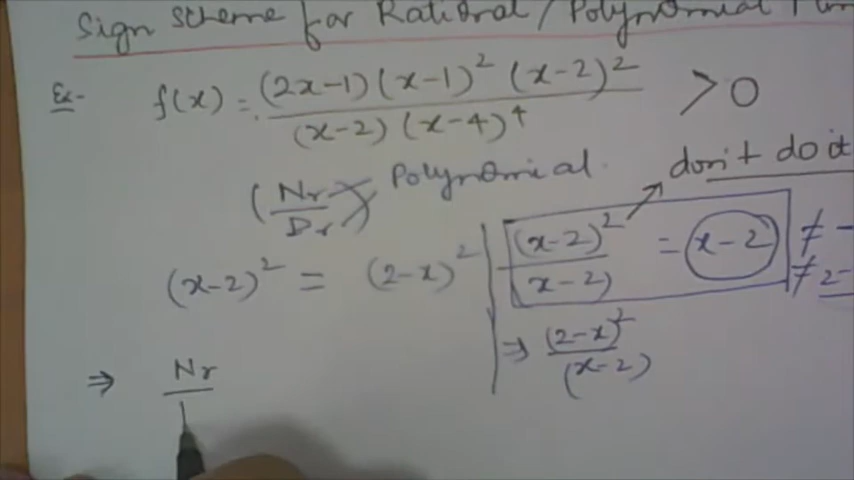 Sign scheme for Rational / Polynomial
Ex- f(x) = (2x-1)(x-1)² (x-2)² / (x-2)(x-4)⁴ > 0
(Nr / Dr) Polynomial don't do it
(x-2)² = (2-x)² | (x-2)² / x-2) = x-2 ≠ -
≠ 2-
⇒ (2-x)² / (x-2)
⇒ Nr